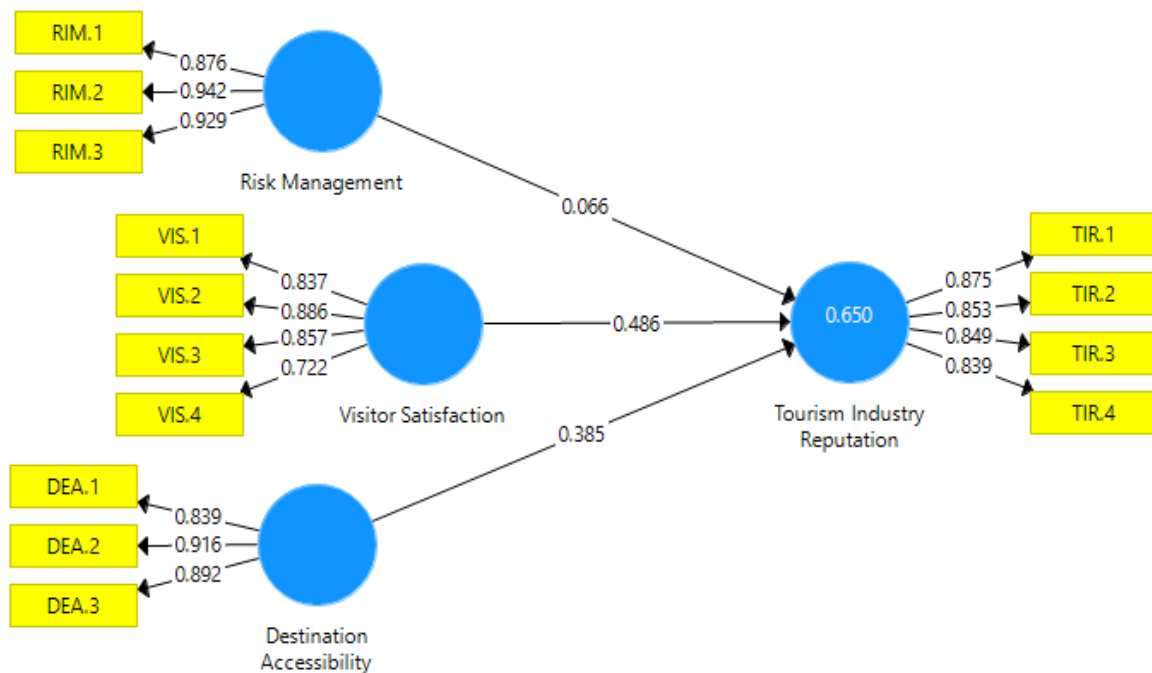 RIM.1
0.876
RIM.2
0.942
RIM.3
0.929
Risk Management
0.066
VIS.1
0.837
VIS.2
0.886
VIS.3
0.857
VIS.4
0.722
Visitor Satisfaction
0.486
DEA.1
0.839
DEA.2
0.916
DEA.3
0.892
Destination
Accessibility
0.385
0.650
Tourism Industry
Reputation
TIR.1
0.875
TIR.2
0.853
TIR.3
0.849
TIR.4
0.839